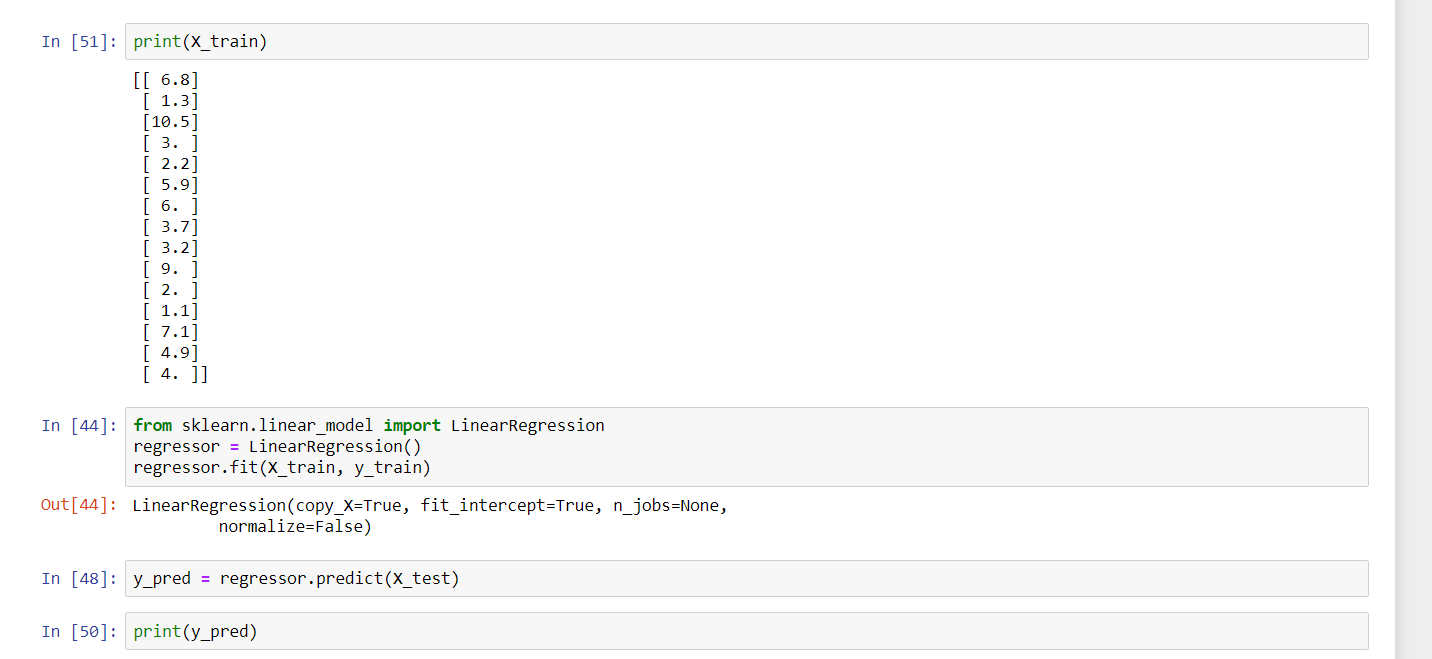 In [51]: print(X_train)
[[ 6.8]
 [ 1.3]
 [10.5]
 [ 3. ]
 [ 2.2]
 [ 5.9]
 [ 6. ]
 [ 3.7]
 [ 3.2]
 [ 9. ]
 [ 2. ]
 [ 1.1]
 [ 7.1]
 [ 4.9]
 [ 4. ]]
In [44]: from sklearn.linear_model import LinearRegression
regressor = LinearRegression()
regressor.fit(X_train, y_train)
Out[44]: LinearRegression(copy_X=True, fit_intercept=True, n_jobs=None,
         normalize=False)
In [48]: y_pred = regressor.predict(X_test)
In [50]: print(y_pred)